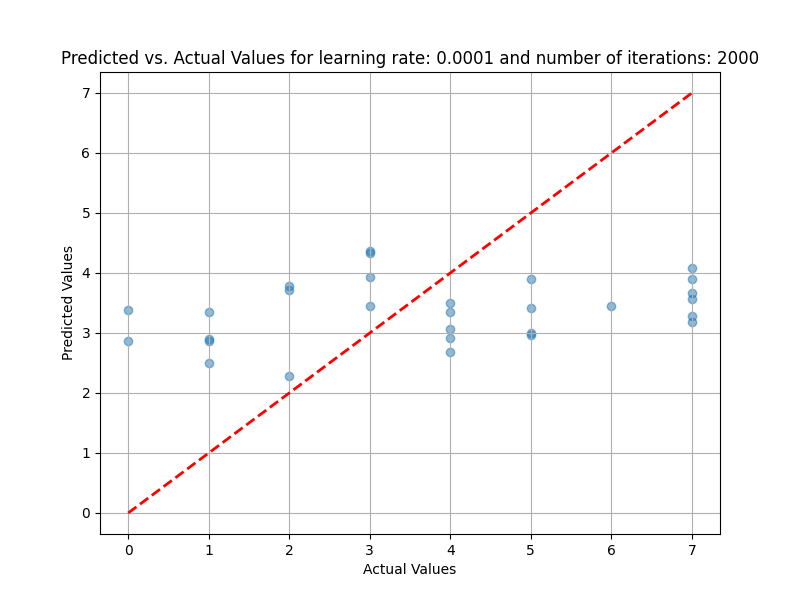 Predicted vs. Actual Values for learning rate: 0.0001 and number of iterations: 2000
7
6
5
4
3
2
1
0
Predicted Values
0 1 2 3 4 5 6 7
Actual Values